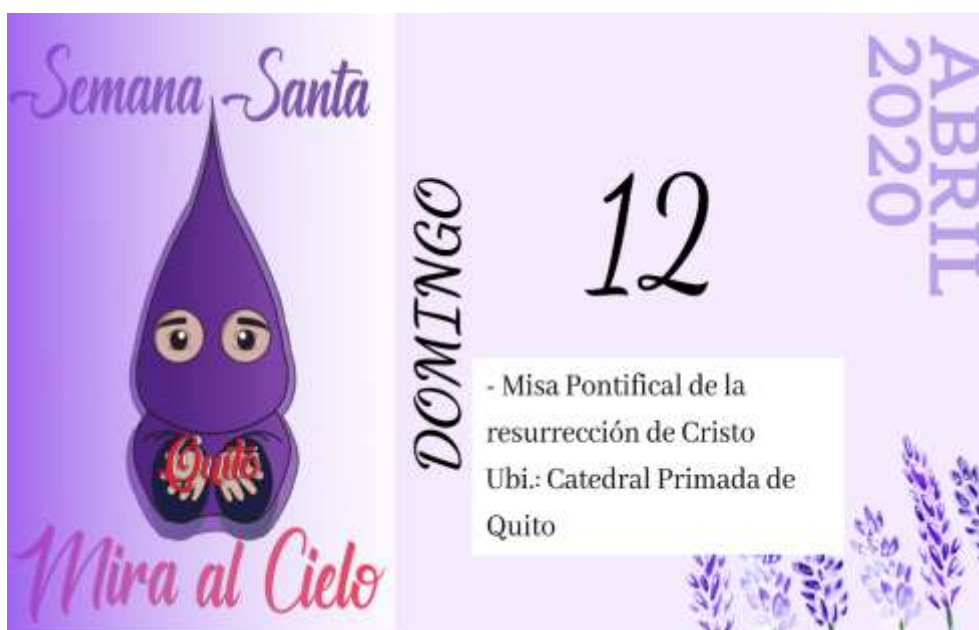 Semana Santa
Quito
Mira al Cielo
DOMINGO
12
- Misa Pontifical de la
resurrección de Cristo
Ubi.: Catedral Primada de
Quito
ABRIL
2020